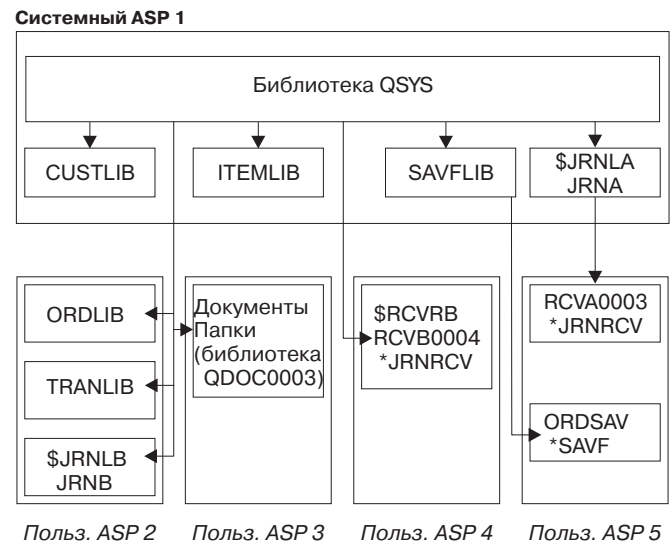 Системный ASP 1
Библиотека QSYS
CUSTLIB
ITEMLIB
SAVFLIB
$JRNLA
JRNA
ORDLIB
TRANLIB
$JRNLB
JRNB
Документы
Папки
(библиотека
QDOC0003)
$RCVRB
RCVB0004
*JRNRCV
RCVA0003
*JRNRCV
ORDSAV
*SAVF
Польз. ASP 2
Польз. ASP 3
Польз. ASP 4
Польз. ASP 5